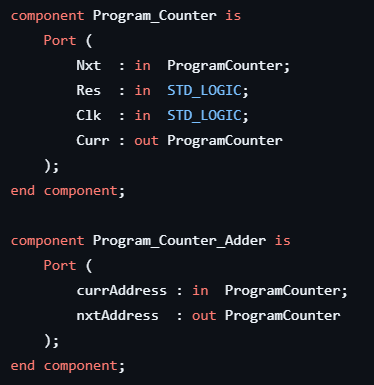 component Program_Counter is
    Port (
        Nxt  : in  ProgramCounter;
        Res  : in  STD_LOGIC;
        Clk  : in  STD_LOGIC;
        Curr : out ProgramCounter
    );
end component;

component Program_Counter_Adder is
    Port (
        currAddress : in  ProgramCounter;
        nxtAddress  : out ProgramCounter
    );
end component;